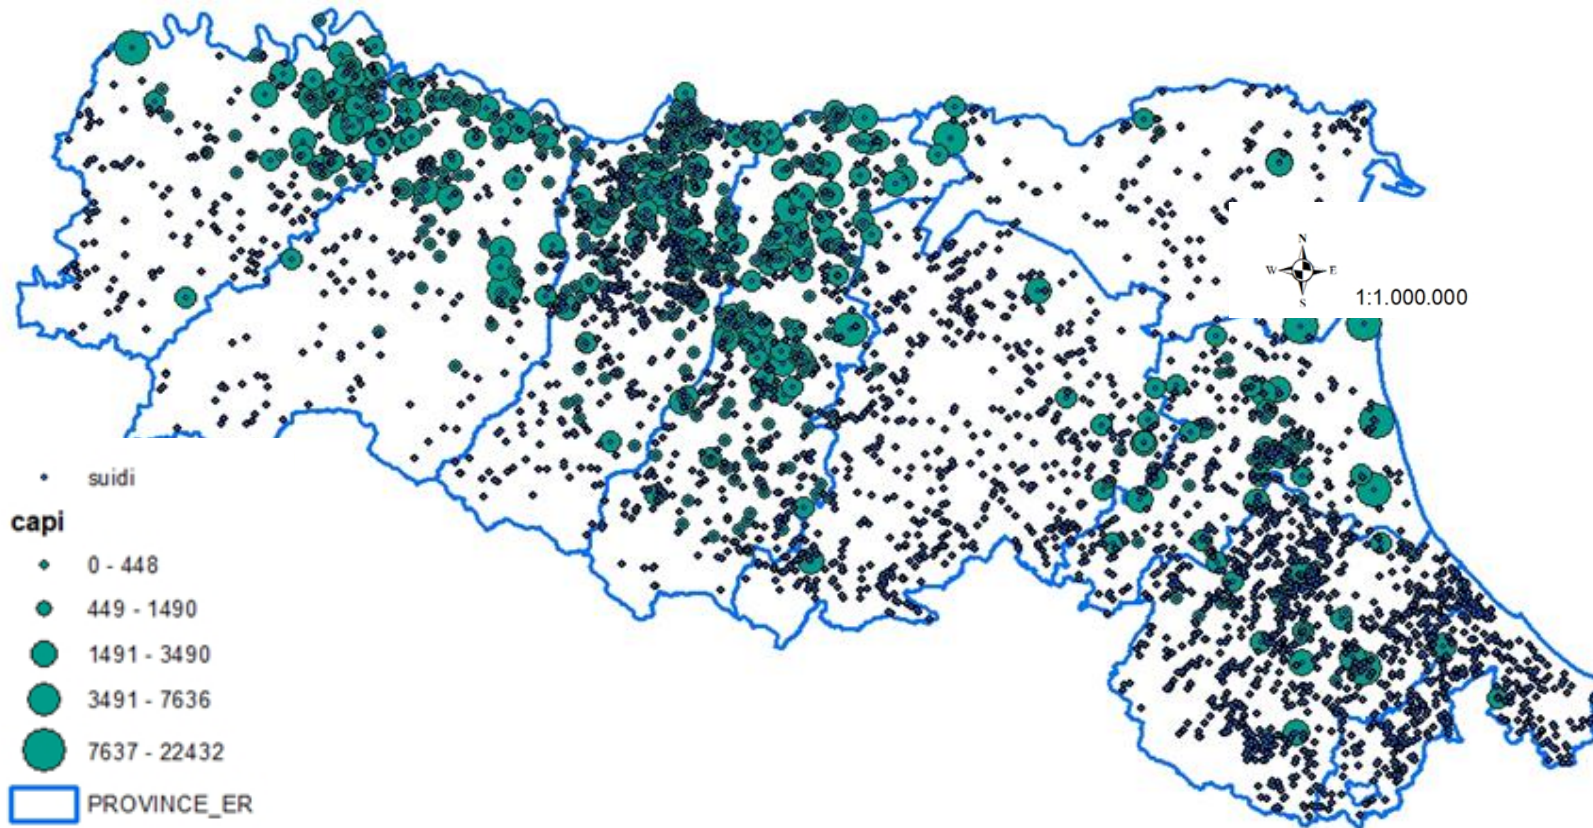 N
W E
S
1:1.000.000
suidi
capi
0 - 448
449 - 1490
1491 - 3490
3491 - 7636
7637 - 22432
PROVINCE_ER